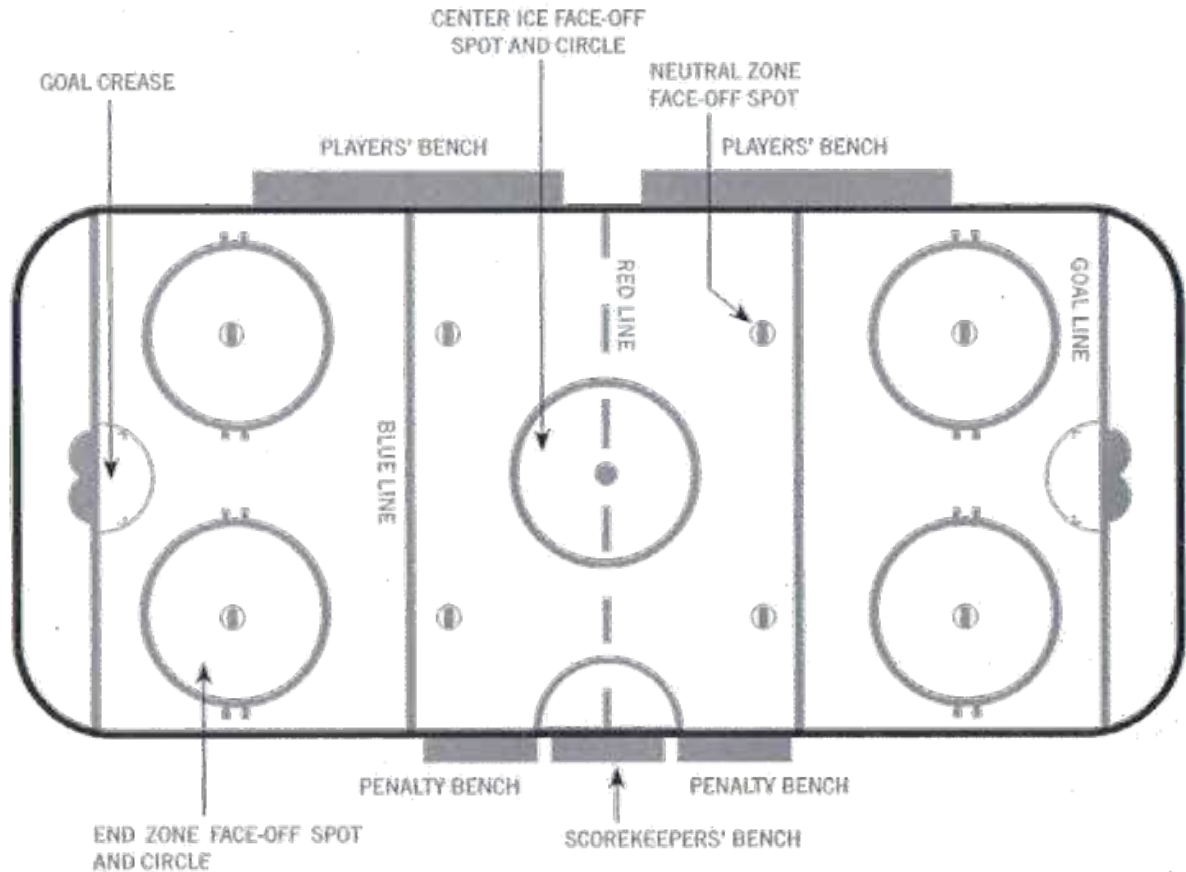 CENTER ICE FACE-OFF
SPOT AND CIRCLE
GOAL CREASE
NEUTRAL ZONE
FACE-OFF SPOT
PLAYERS' BENCH
PLAYERS' BENCH
RED LINE
GOAL LINE
BLUE LINE
PENALTY BENCH
PENALTY BENCH
END ZONE FACE-OFF SPOT
AND CIRCLE
SCOREKEEPERS' BENCH